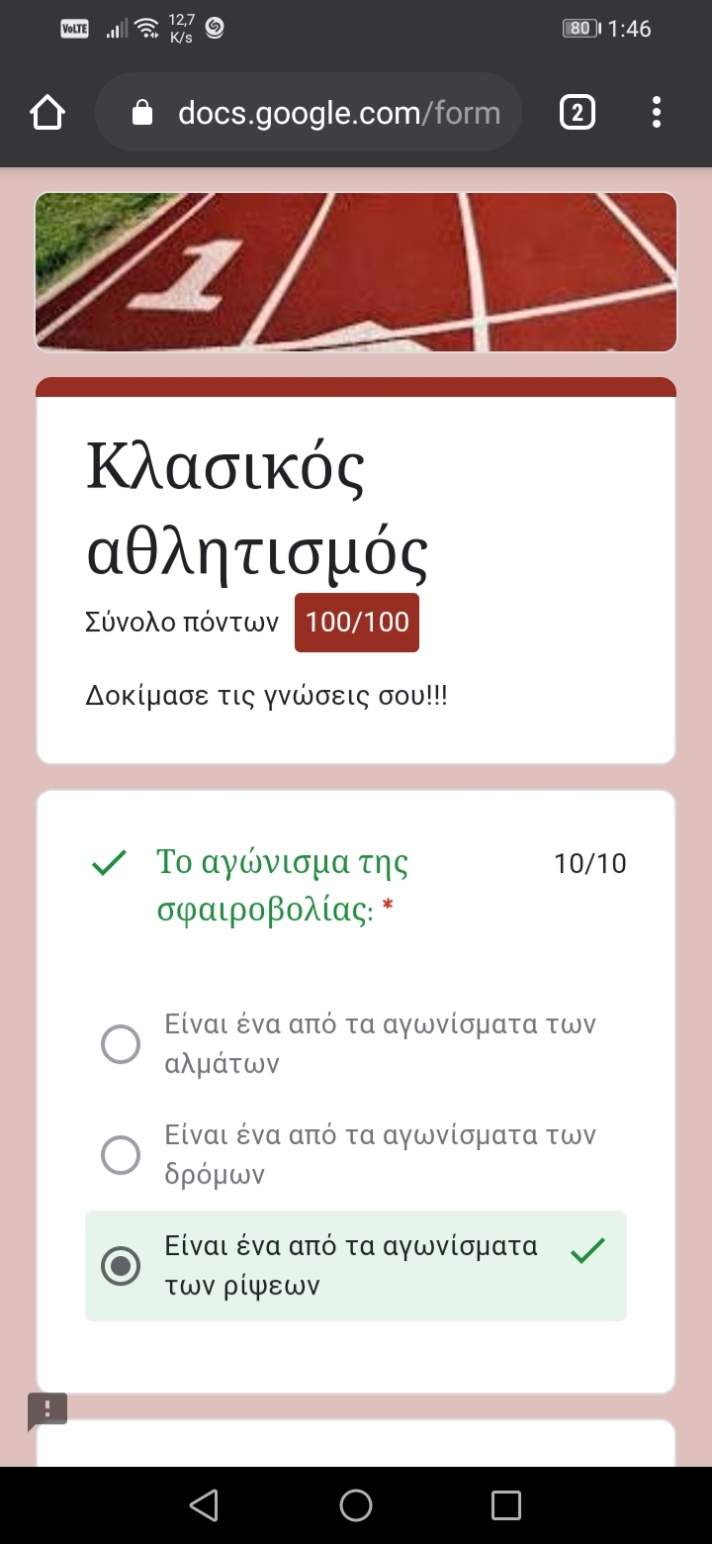 VoLTE
12,7
K/s
80
1:46
docs.google.com/form
2
1
Κλασικός
αθλητισμός
Σύνολο πόντων 100/100
Δοκίμασε τις γνώσεις σου!!!
Το αγώνισμα της 10/10
σφαιροβολίας: *
Είναι ένα από τα αγωνίσματα των
αλμάτων
Είναι ένα από τα αγωνίσματα των
δρόμων
Είναι ένα από τα αγωνίσματα
των ρίψεων